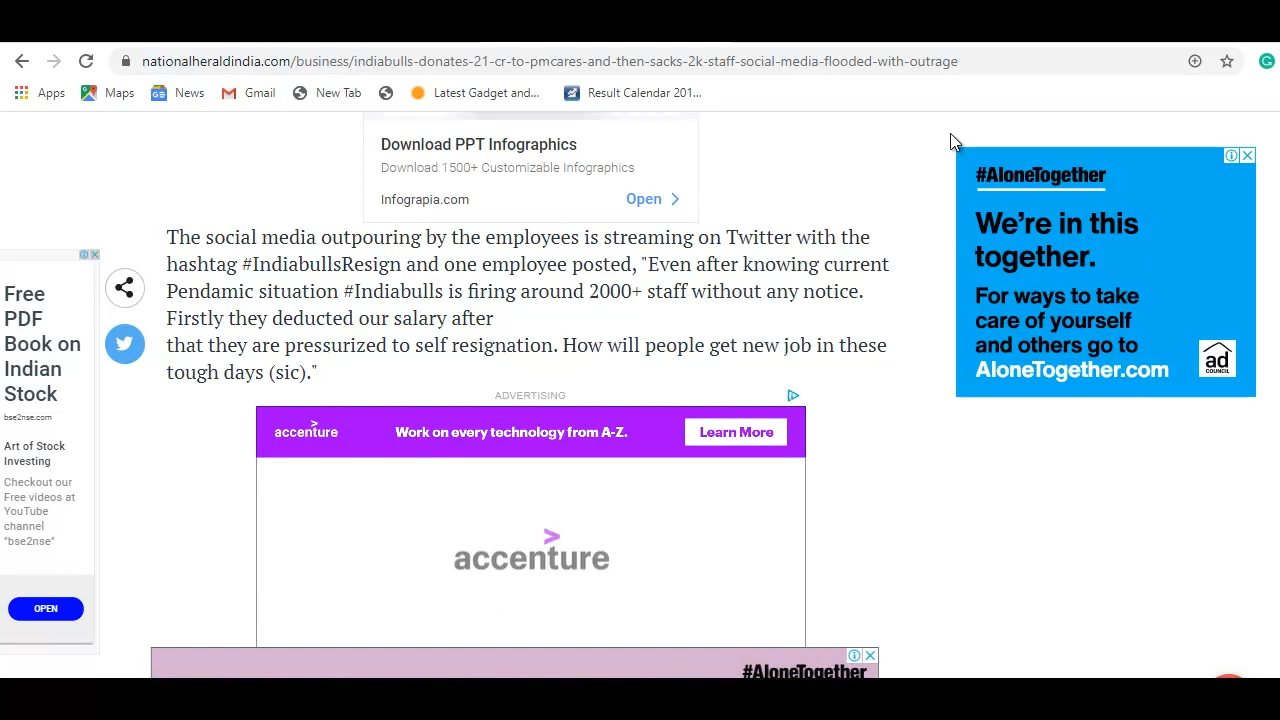 nationalheraldindia.com/business/indiabulls-donates-21-cr-to-pmcares-and-then-sacks-2k-staff-social-media-flooded-with-outrage
Apps
Maps
News
Gmail
New Tab
Latest Gadget and...
Result Calendar 201...
Download PPT Infographics
Download 1500+ Customizable Infographics
Infograpia.com
Open
The social media outpouring by the employees is streaming on Twitter with the
hashtag #IndiabullsResign and one employee posted, "Even after knowing current
Pendamic situation #Indiabulls is firing around 2000+ staff without any notice.
Firstly they deducted our salary after
that they are pressurized to self resignation. How will people get new job in these
tough days (sic)."
ADVERTISING
accenture
Work on every technology from A-Z.
Learn More
accenture
#AloneTogether
Free
PDF
Book on
Indian
Stock
bse2nse.com
Art of Stock
Investing
Checkout our
Free videos at
YouTube
channel
"bse2nse"
OPEN
#AloneTogether
We're in this
together.
For ways to take
care of yourself
and others go to
AloneTogether.com
ad
COUNCIL